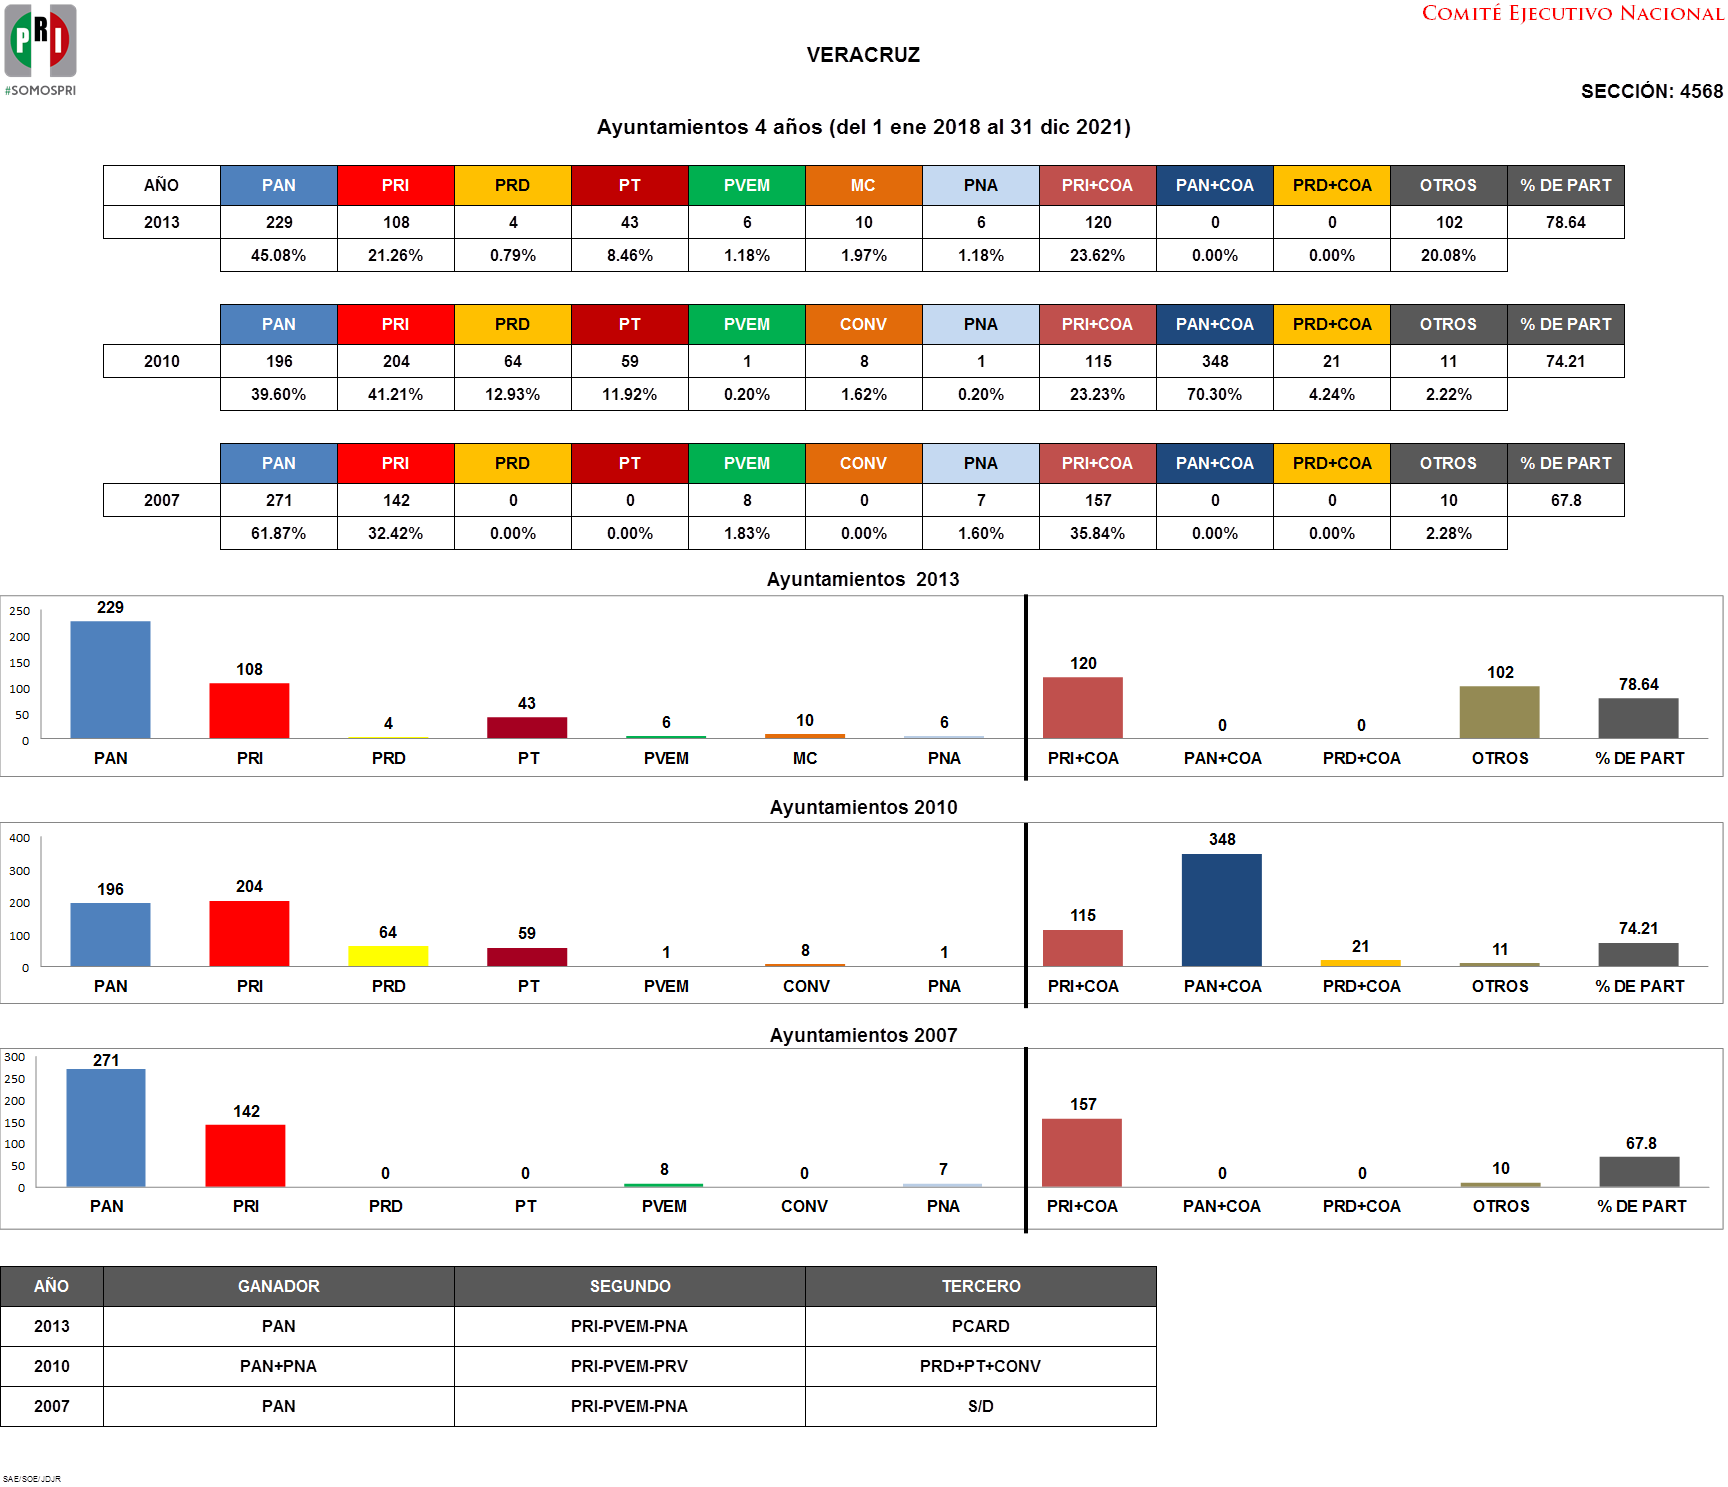 PRI
#SOMOSPRI
COMITÉ EJECUTIVO NACIONAL
VERACRUZ
SECCIÓN: 4568
Ayuntamientos 4 años (del 1 ene 2018 al 31 dic 2021)
AÑO PAN PRI PRD PT PVEM MC PNA PRI+COA PAN+COA PRD+COA OTROS % DE PART
2013 229 108 4 43 6 10 6 120 0 0 102 78.64
45.08% 21.26% 0.79% 8.46% 1.18% 1.97% 1.18% 23.62% 0.00% 0.00% 20.08%
PAN PRI PRD PT PVEM CONV PNA PRI+COA PAN+COA PRD+COA OTROS % DE PART
2010 196 204 64 59 1 8 1 115 348 21 11 74.21
39.60% 41.21% 12.93% 11.92% 0.20% 1.62% 0.20% 23.23% 70.30% 4.24% 2.22%
PAN PRI PRD PT PVEM CONV PNA PRI+COA PAN+COA PRD+COA OTROS % DE PART
2007 271 142 0 0 8 0 7 157 0 0 10 67.8
61.87% 32.42% 0.00% 0.00% 1.83% 0.00% 1.60% 35.84% 0.00% 0.00% 2.28%
Ayuntamientos 2013
250
200
150
100
50
0
229 108 4 43 6 10 6 120 0 0 102 78.64
PAN PRI PRD PT PVEM MC PNA PRI+COA PAN+COA PRD+COA OTROS % DE PART
Ayuntamientos 2010
400
300
200
100
0
196 204 64 59 1 8 1 115 348 21 11 74.21
PAN PRI PRD PT PVEM CONV PNA PRI+COA PAN+COA PRD+COA OTROS % DE PART
Ayuntamientos 2007
300
250
200
150
100
50
0
271 142 0 0 8 0 7 157 0 0 10 67.8
PAN PRI PRD PT PVEM CONV PNA PRI+COA PAN+COA PRD+COA OTROS % DE PART
AÑO GANADOR SEGUNDO TERCERO
2013 PAN PRI-PVEM-PNA PCARD
2010 PAN+PNA PRI-PVEM-PRV PRD+PT+CONV
2007 PAN PRI-PVEM-PNA S/D
SAE/SOE/JDJR